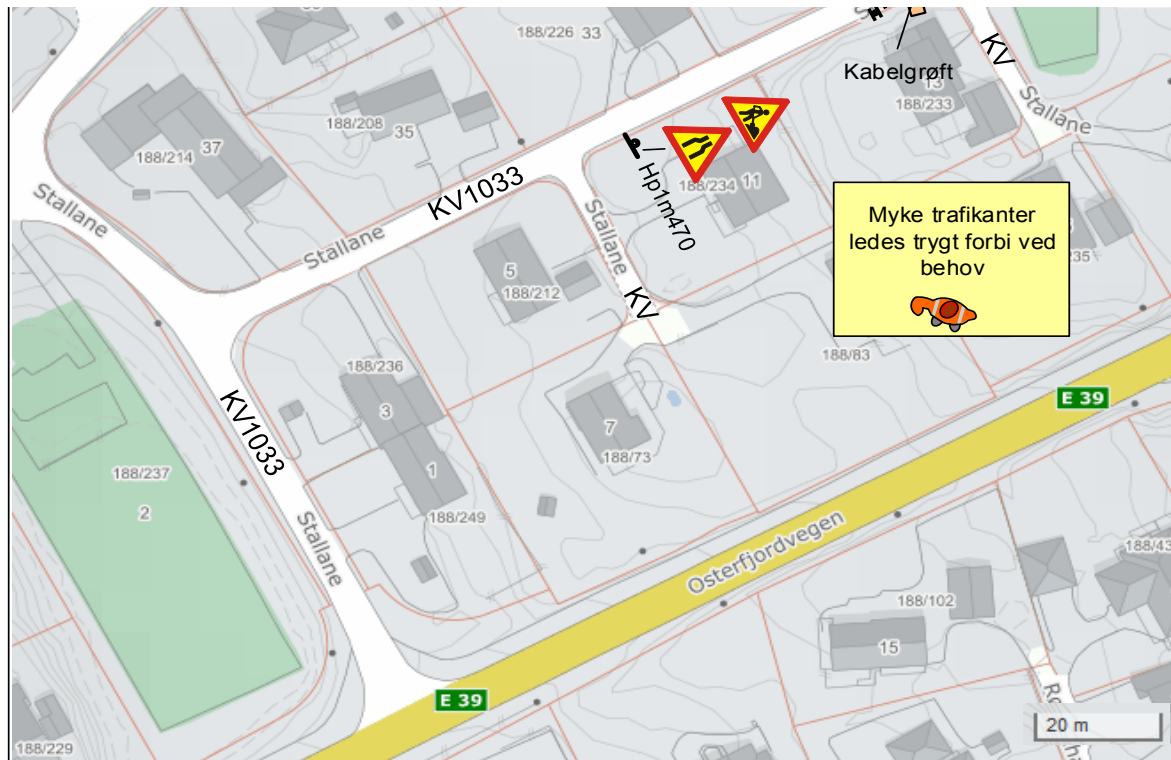 188/226
33
Kabelgrøft
KV
13
188/233
Stallane
188/208
35
37
188/214
11
188/234
Hp1m470
KV1033
Stallane
Stallane
Stallane
KV
5
188/212
Myke trafikanter
ledes trygt forbi ved
behov
188/83
188/236
3
E 39
KV1033
7
188/73
1
188/237
2
188/249
Stallane
Osterfjordvegen
188/102
15
E 39
20 m
188/229